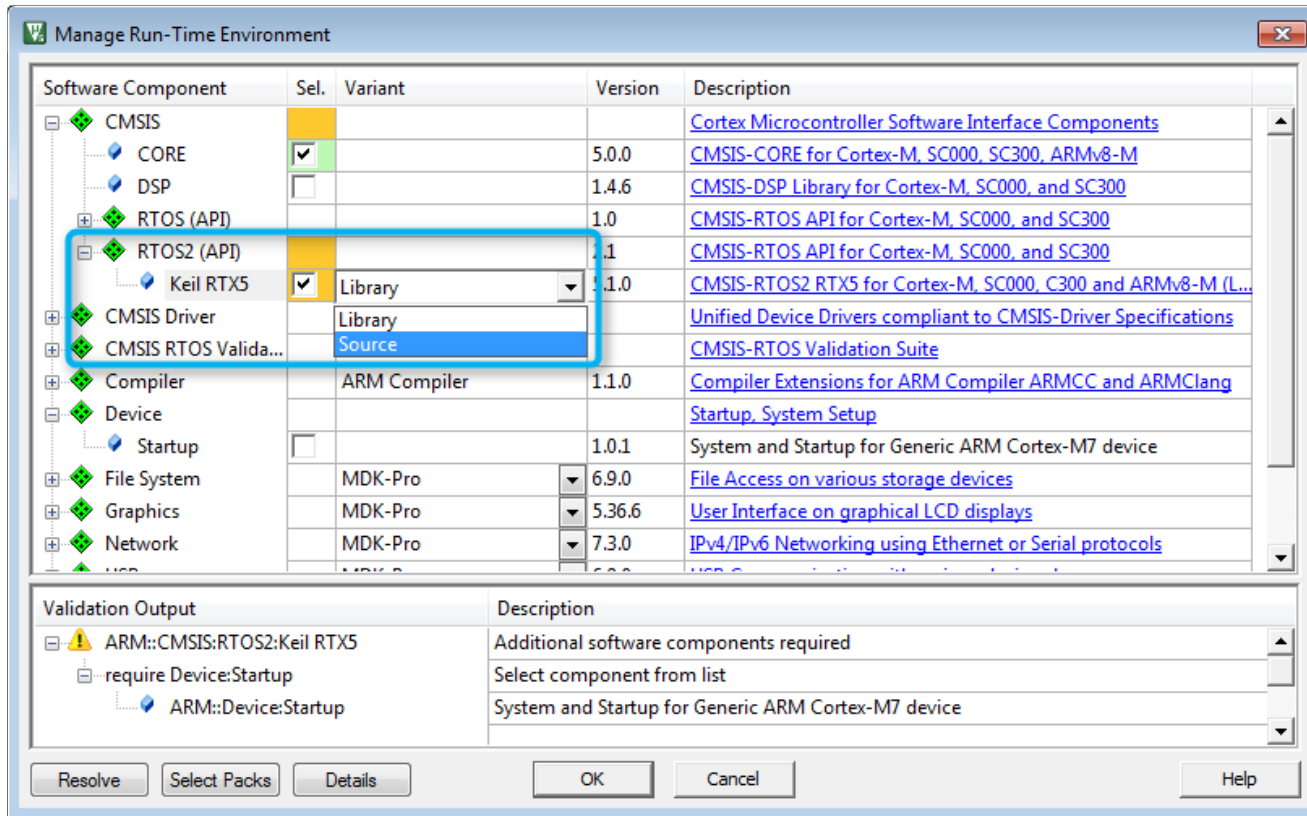 Manage Run-Time Environment
Software Component Sel. Variant Version Description
CMSIS Cortex Microcontroller Software Interface Components
CORE 5.0.0 CMSIS-CORE for Cortex-M, SC000, SC300, ARMv8-M
DSP 1.4.6 CMSIS-DSP Library for Cortex-M, SC000, and SC300
RTOS (API) 1.0 CMSIS-RTOS API for Cortex-M, SC000, and SC300
RTOS2 (API) .1 CMSIS-RTOS API for Cortex-M, SC000, and SC300
Keil RTX5 Library .1.0 CMSIS-RTOS2 RTX5 for Cortex-M, SC000, C300 and ARMv8-M (L...
CMSIS Driver Library Unified Device Drivers compliant to CMSIS-Driver Specifications
CMSIS RTOS Valida... Source CMSIS-RTOS Validation Suite
Compiler ARM Compiler 1.1.0 Compiler Extensions for ARM Compiler ARMCC and ARMClang
Device Startup, System Setup
Startup 1.0.1 System and Startup for Generic ARM Cortex-M7 device
File System MDK-Pro 6.9.0 File Access on various storage devices
Graphics MDK-Pro 5.36.6 User Interface on graphical LCD displays
Network MDK-Pro 7.3.0 IPv4/IPv6 Networking using Ethernet or Serial protocols
Validation Output Description
ARM::CMSIS:RTOS2:Keil RTX5 Additional software components required
require Device:Startup Select component from list
ARM::Device:Startup System and Startup for Generic ARM Cortex-M7 device
Resolve Select Packs Details OK Cancel Help